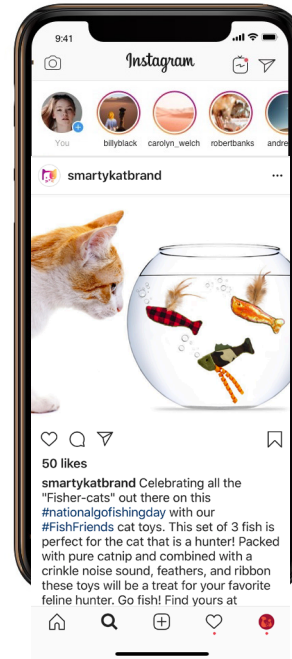 9:41
Instagram
You billyblack carolyn_welch robertbanks andre
smartykatbrand
50 likes
smartykatbrand Celebrating all the
"Fisher-cats" out there on this
#nationalgofishingday with our
#FishFriends cat toys. This set of 3 fish is
perfect for the cat that is a hunter! Packed
with pure catnip and combined with a
crinkle noise sound, feathers, and ribbon
these toys will be a treat for your favorite
feline hunter. Go fish! Find yours at